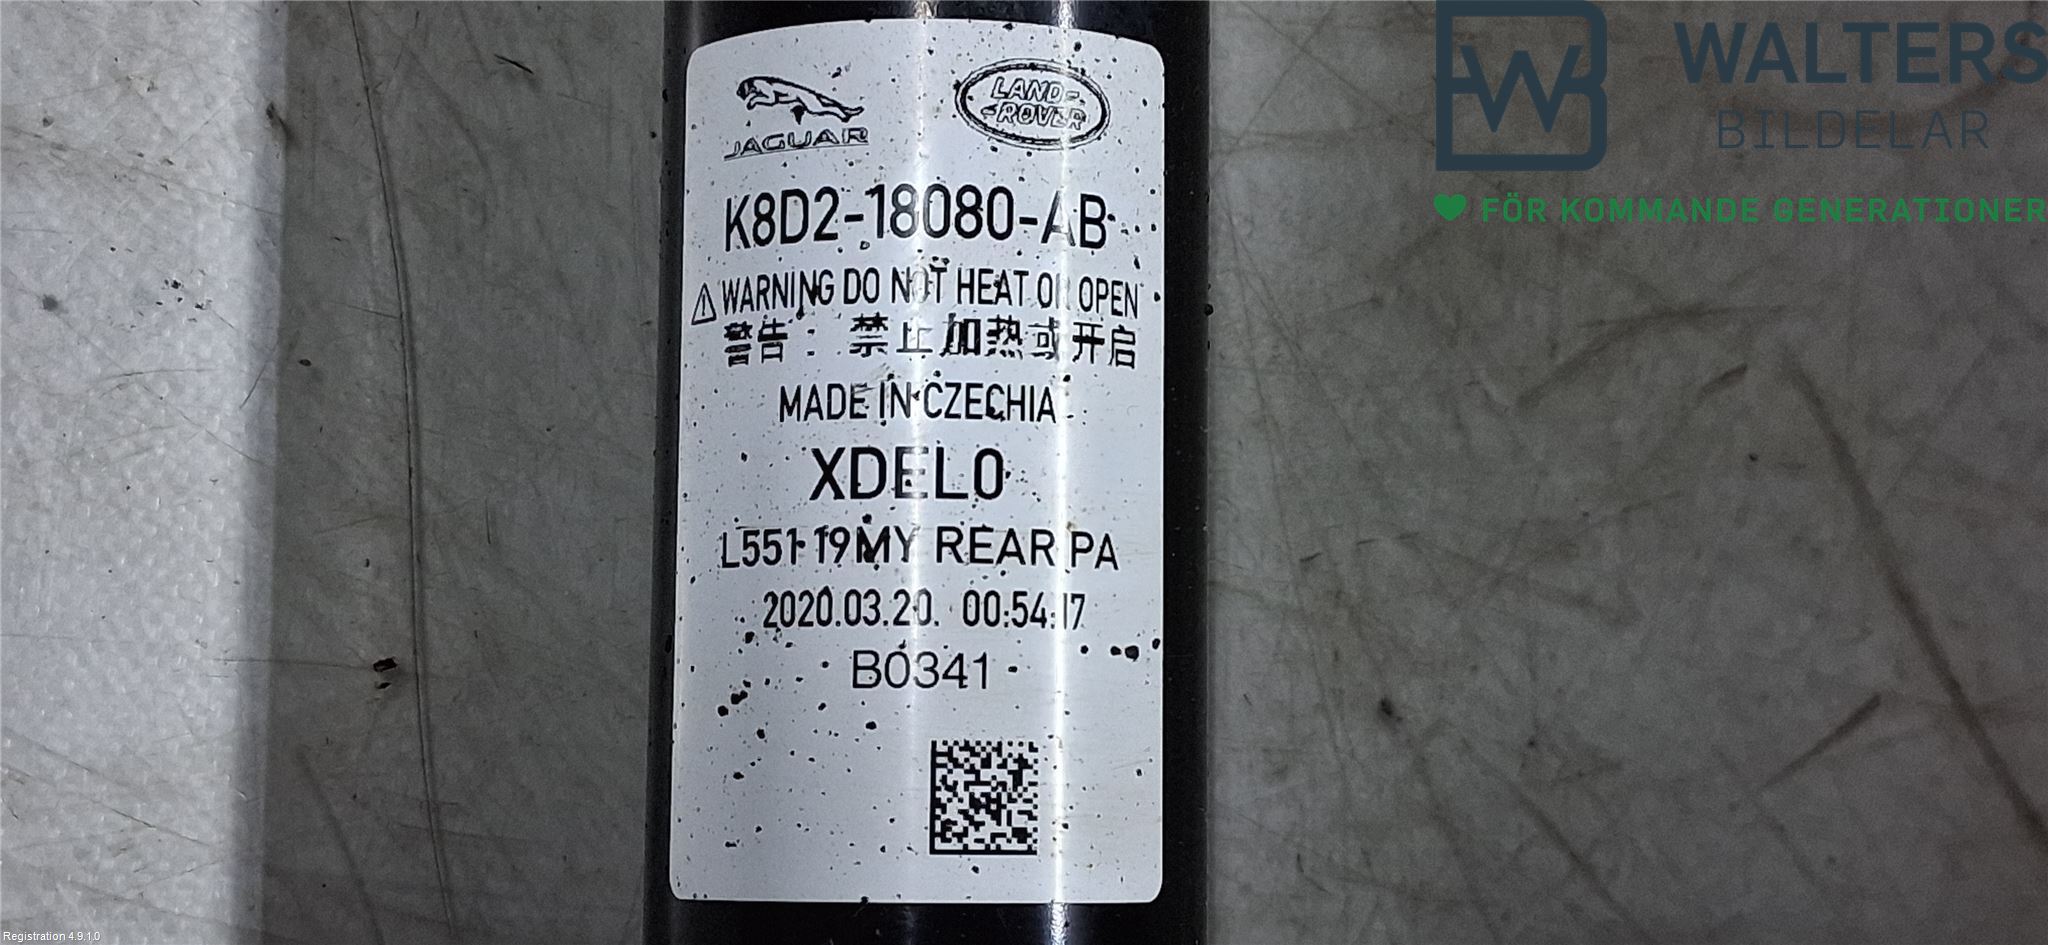 JAGUAR
LAND-
-ROVER
K8D2-18080-AB
WARNING DO NOT HEAT OR OPEN
警告: 禁止加热或开启
MADE IN CZECHIA
XDEL0
L551 19MY REAR PA
2020.03.20. 00:54:17
B0341
WALTERS
BILDELAR
FÖR KOMMANDE GENERATIONER
Registration 4.9.1.0